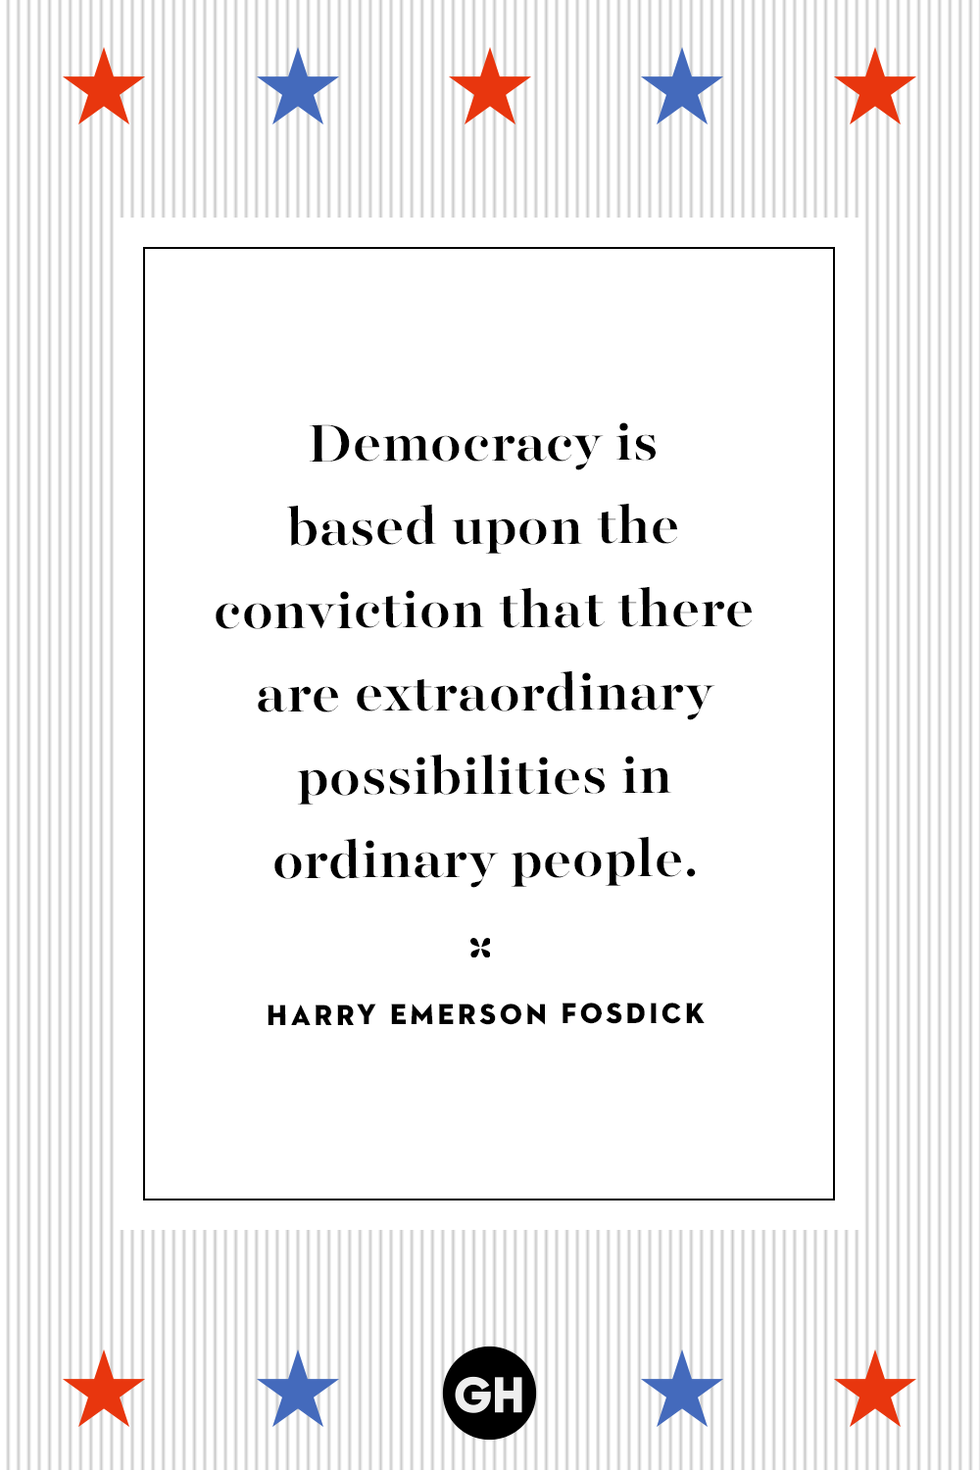 Democracy is
based upon the
conviction that there
are extraordinary
possibilities in
ordinary people.
HARRY EMERSON FOSDICK
GH